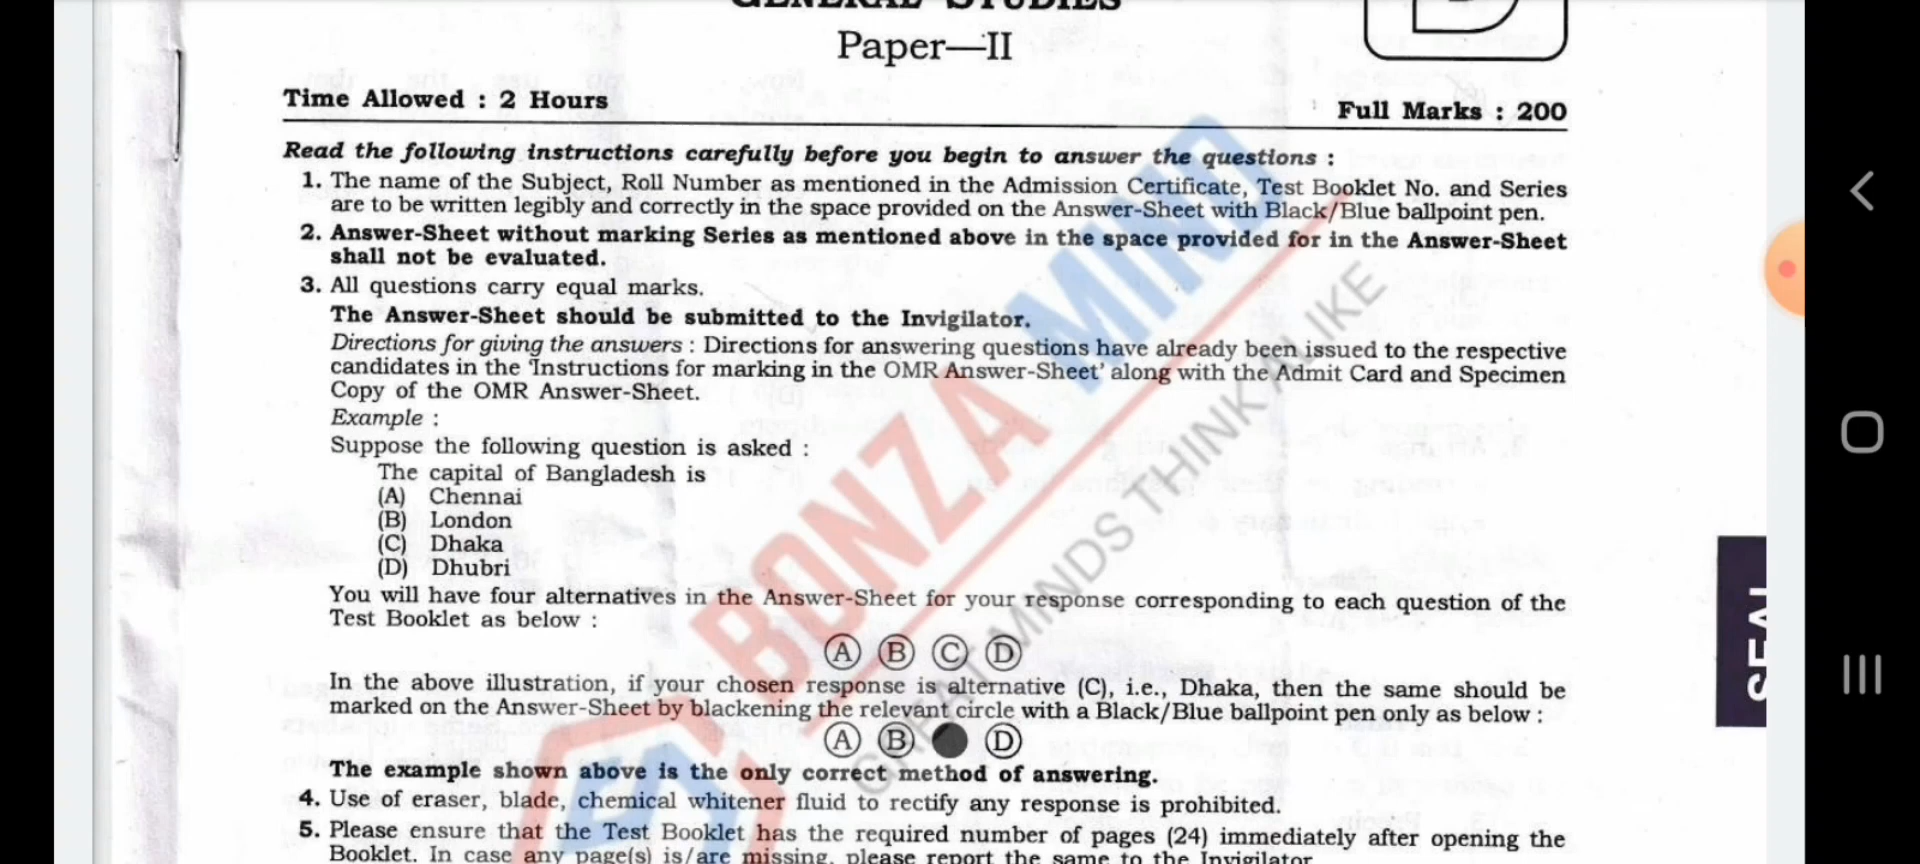 GENERAL STUDIES
Paper—II
D
Time Allowed : 2 Hours
Full Marks : 200
Read the following instructions carefully before you begin to answer the questions :
1. The name of the Subject, Roll Number as mentioned in the Admission Certificate, Test Booklet No. and Series
are to be written legibly and correctly in the space provided on the Answer-Sheet with Black/Blue ballpoint pen.
2. Answer-Sheet without marking Series as mentioned above in the space provided for in the Answer-Sheet
shall not be evaluated.
3. All questions carry equal marks.
The Answer-Sheet should be submitted to the Invigilator.
Directions for giving the answers : Directions for answering questions have already been issued to the respective
candidates in the 'Instructions for marking in the OMR Answer-Sheet' along with the Admit Card and Specimen
Copy of the OMR Answer-Sheet.
Example :
Suppose the following question is asked :
The capital of Bangladesh is
(A) Chennai
(B) London
(C) Dhaka
(D) Dhubri
You will have four alternatives in the Answer-Sheet for your response corresponding to each question of the
Test Booklet as below :
A B C D
In the above illustration, if your chosen response is alternative (C), i.e., Dhaka, then the same should be
marked on the Answer-Sheet by blackening the relevant circle with a Black/Blue ballpoint pen only as below :
A B D
The example shown above is the only correct method of answering.
4. Use of eraser, blade, chemical whitener fluid to rectify any response is prohibited.
5. Please ensure that the Test Booklet has the required number of pages (24) immediately after opening the
Booklet. In case any page(s) is/are missing, please report the same to the Invigilator.
BONZA MIND
GREAT MINDS THINK ALIKE
SEAL